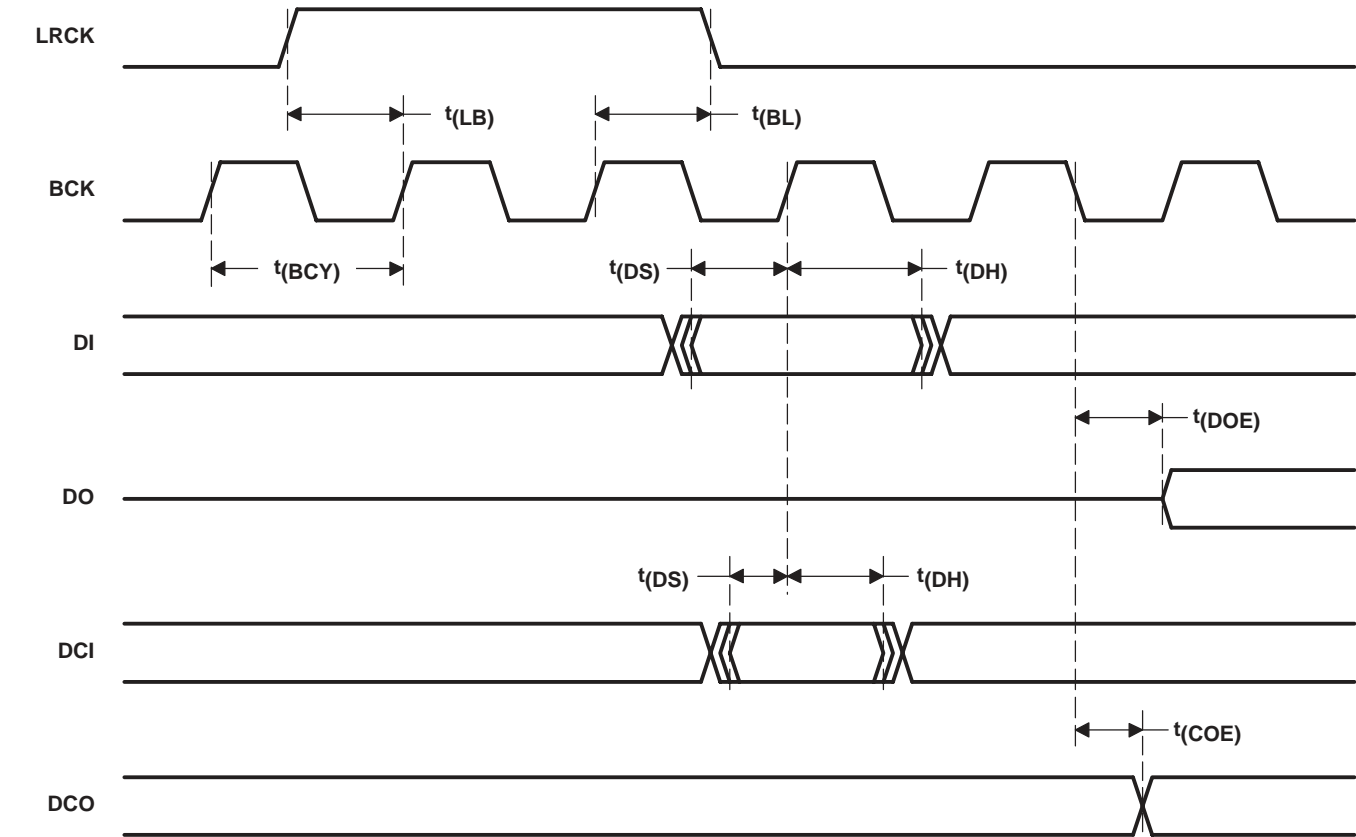 LRCK
t(LB)
t(BL)
BCK
t(BCY)
t(DS)
t(DH)
DI
t(DOE)
DO
t(DS)
t(DH)
DCI
t(COE)
DCO